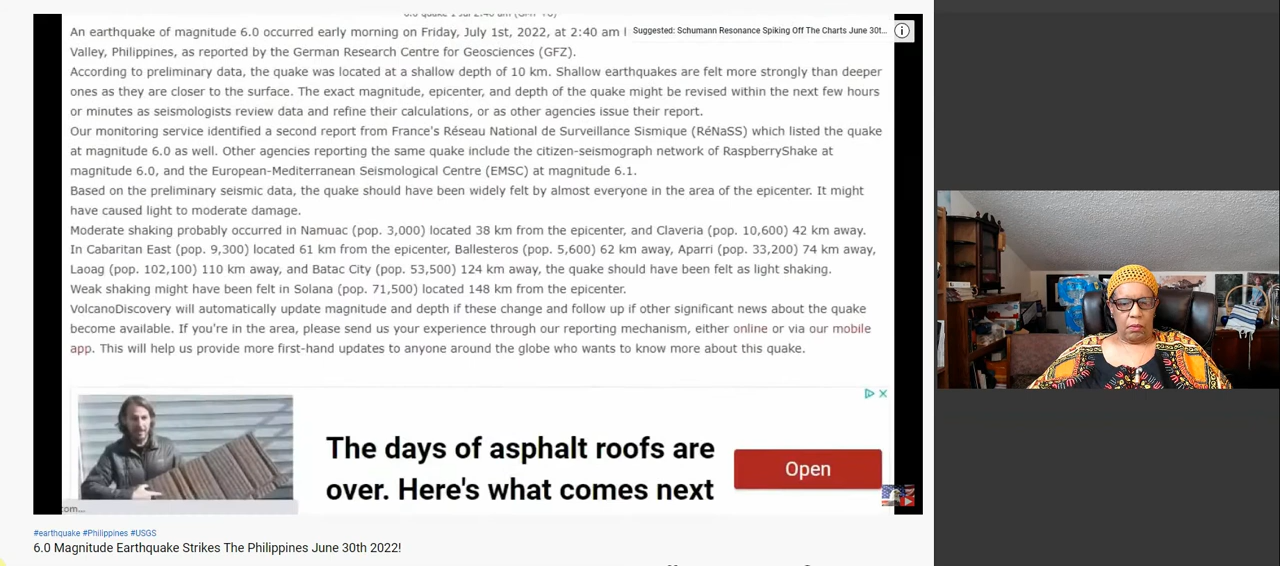 An earthquake of magnitude 6.0 occurred early morning on Friday, July 1st, 2022, at 2:40 am
Suggested: Schumann Resonance Spiking Off The Charts June 30t...
Valley, Philippines, as reported by the German Research Centre for Geosciences (GFZ).
According to preliminary data, the quake was located at a shallow depth of 10 km. Shallow earthquakes are felt more strongly than deeper
ones as they are closer to the surface. The exact magnitude, epicenter, and depth of the quake might be revised within the next few hours
or minutes as seismologists review data and refine their calculations, or as other agencies issue their report.
Our monitoring service identified a second report from France's Réseau National de Surveillance Sismique (RéNaSS) which listed the quake
at magnitude 6.0 as well. Other agencies reporting the same quake include the citizen-seismograph network of RaspberryShake at
magnitude 6.0, and the European-Mediterranean Seismological Centre (EMSC) at magnitude 6.1.
Based on the preliminary seismic data, the quake should have been widely felt by almost everyone in the area of the epicenter. It might
have caused light to moderate damage.
Moderate shaking probably occurred in Namuac (pop. 3,000) located 38 km from the epicenter, and Claveria (pop. 10,600) 42 km away.
In Cabaritan East (pop. 9,300) located 61 km from the epicenter, Ballesteros (pop. 5,600) 62 km away, Aparri (pop. 33,200) 74 km away,
Laoag (pop. 102,100) 110 km away, and Batac City (pop. 53,500) 124 km away, the quake should have been felt as light shaking.
Weak shaking might have been felt in Solana (pop. 71,500) located 148 km from the epicenter.
VolcanoDiscovery will automatically update magnitude and depth if these change and follow up if other significant news about the quake
become available. If you're in the area, please send us your experience through our reporting mechanism, either online or via our mobile
app. This will help us provide more first-hand updates to anyone around the globe who wants to know more about this quake.
The days of asphalt roofs are
over. Here's what comes next
Open
com...
#earthquake #Philippines #USGS
6.0 Magnitude Earthquake Strikes The Philippines June 30th 2022!